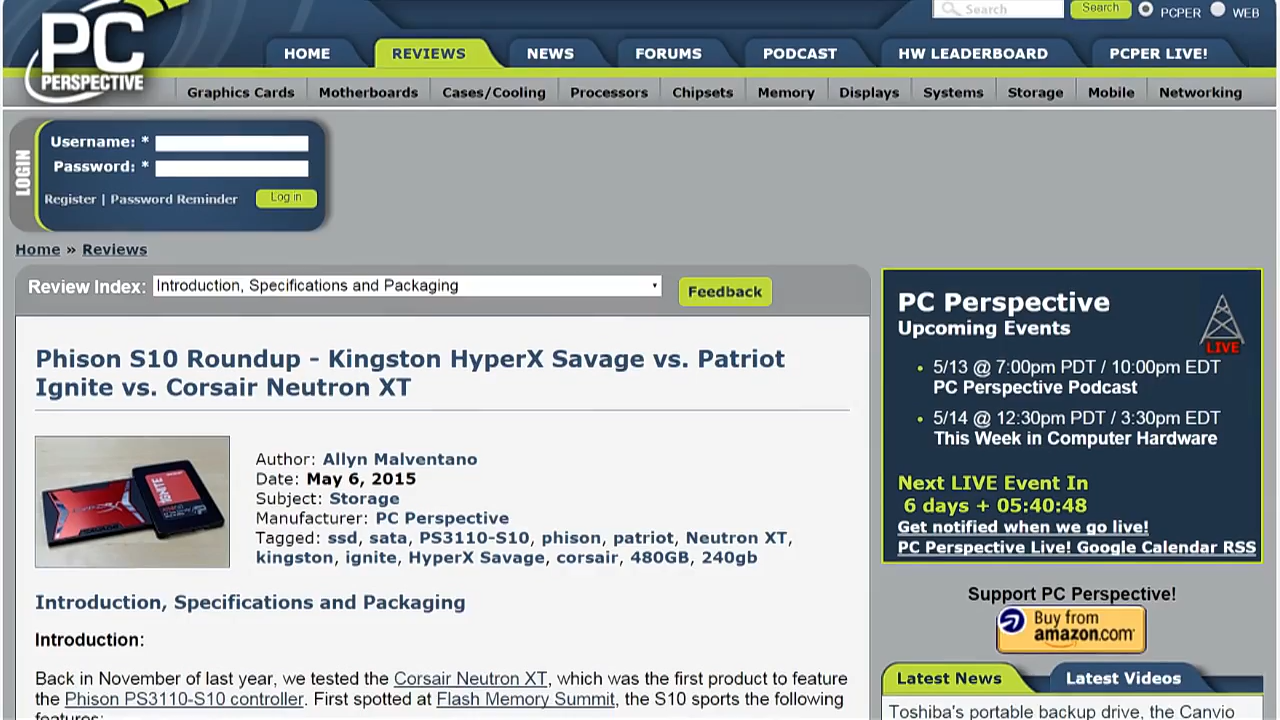 PC
PERSPECTIVE
Search
Search
PCPER
WEB
HOME
REVIEWS
NEWS
FORUMS
PODCAST
HW LEADERBOARD
PCPER LIVE!
Graphics Cards
Motherboards
Cases/Cooling
Processors
Chipsets
Memory
Displays
Systems
Storage
Mobile
Networking
LOGIN
Username: *
Password: *
Register | Password Reminder
Log in
Home » Reviews
Review Index:
Introduction, Specifications and Packaging
Feedback
Phison S10 Roundup - Kingston HyperX Savage vs. Patriot
Ignite vs. Corsair Neutron XT
IGNITE
Author: Allyn Malventano
Date: May 6, 2015
Subject: Storage
Manufacturer: PC Perspective
Tagged: ssd, sata, PS3110-S10, phison, patriot, Neutron XT,
kingston, ignite, HyperX Savage, corsair, 480GB, 240gb
Introduction, Specifications and Packaging
Introduction:
Back in November of last year, we tested the Corsair Neutron XT, which was the first product to feature
the Phison PS3110-S10 controller. First spotted at Flash Memory Summit, the S10 sports the following
features:
PC Perspective
Upcoming Events
LIVE
5/13 @ 7:00pm PDT / 10:00pm EDT
PC Perspective Podcast
5/14 @ 12:30pm PDT / 3:30pm EDT
This Week in Computer Hardware
Next LIVE Event In
6 days + 05:40:48
Get notified when we go live!
PC Perspective Live! Google Calendar RSS
Support PC Perspective!
Buy from
amazon.com
Latest News
Latest Videos
Toshiba's portable backup drive, the Canvio